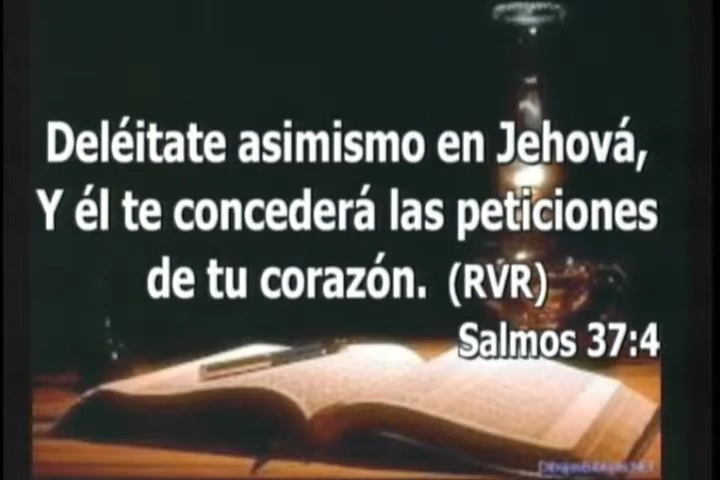 Deléitate asimismo en Jehová,
Y él te concederá las peticiones
de tu corazón. (RVR)
Salmos 37:4